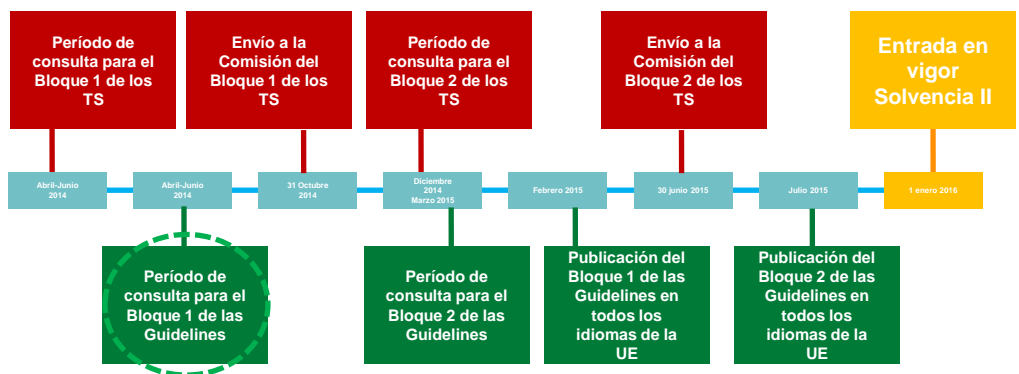 Período de
consulta para el
Bloque 1 de los
TS
Envío a la
Comisión del
Bloque 1 de los
TS
Período de
consulta para el
Bloque 2 de los
TS
Envío a la
Comisión del
Bloque 2 de los
TS
Entrada en
vigor
Solvencia II
Abril-Junio
2014
Abril-Junio
2014
31 Octubre
2014
Diciembre
2014
Marzo 2015
Febrero 2015
30 junio 2015
Julio 2015
1 enero 2016
Período de
consulta para el
Bloque 1 de las
Guidelines
Período de
consulta para el
Bloque 2 de las
Guidelines
Publicación del
Bloque 1 de las
Guidelines en
todos los
idiomas de la
UE
Publicación del
Bloque 2 de las
Guidelines en
todos los
idiomas de la
UE